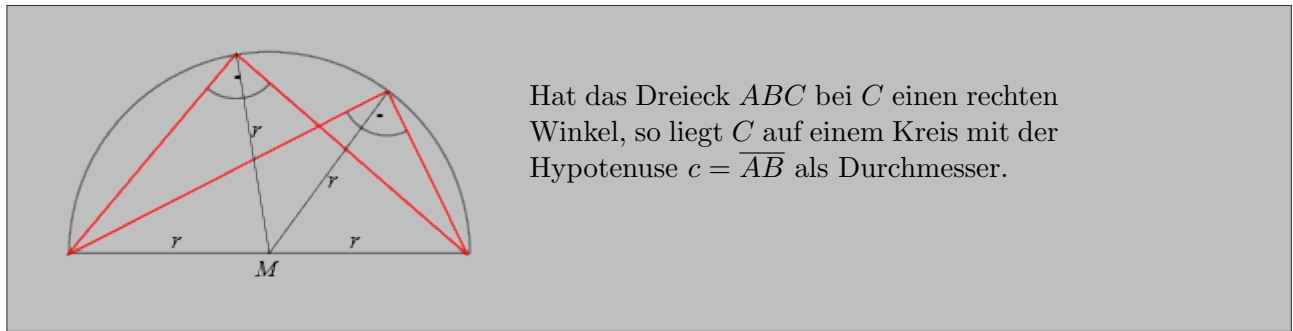 r
r
r
r
M
Hat das Dreieck ABC bei C einen rechten
Winkel, so liegt C auf einem Kreis mit der
Hypotenuse c = \overline{AB} als Durchmesser.